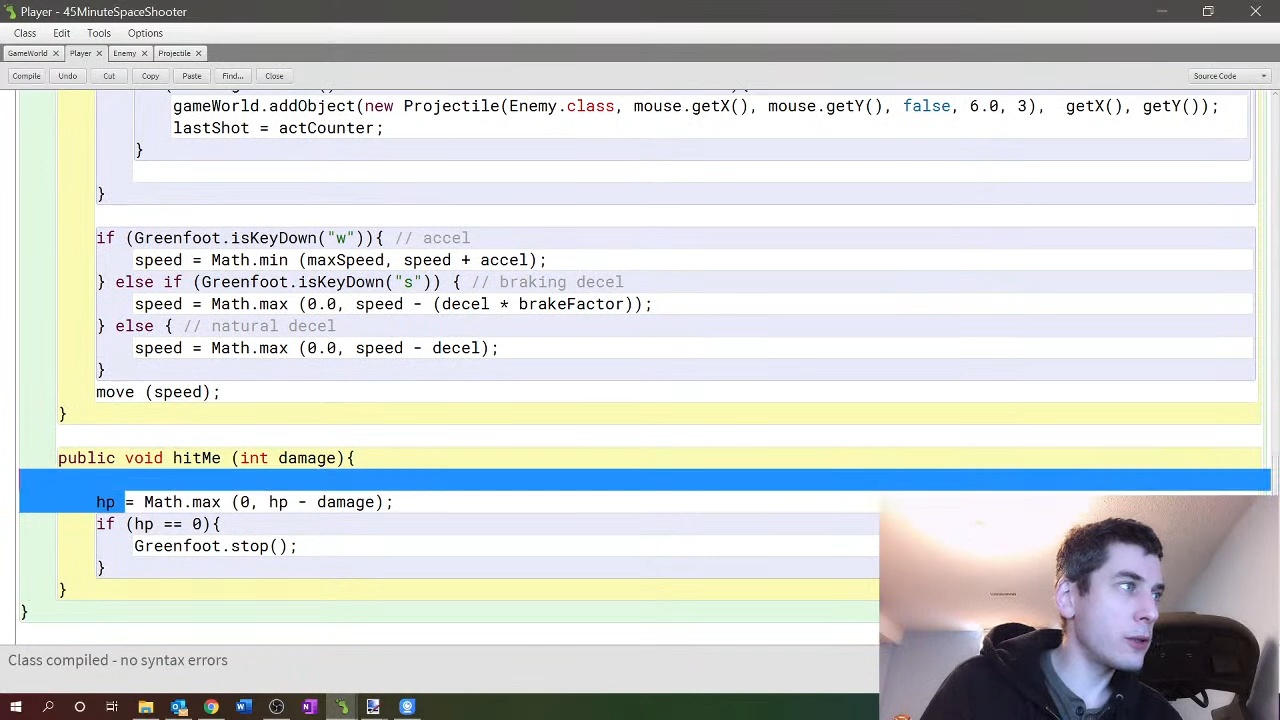 Player - 45MinuteSpaceShooter
Class Edit Tools Options
GameWorld × Player × Enemy × Projectile ×
Compile Undo Cut Copy Paste Find... Close Source Code
gameWorld.addObject(new Projectile(Enemy.class, mouse.getX(), mouse.getY(), false, 6.0, 3),  getX(), getY());
lastShot = actCounter;
}
}
if (Greenfoot.isKeyDown("w")){ // accel
speed = Math.min (maxSpeed, speed + accel);
} else if (Greenfoot.isKeyDown("s")) { // braking decel
speed = Math.max (0.0, speed - (decel * brakeFactor));
} else { // natural decel
speed = Math.max (0.0, speed - decel);
}
move (speed);
}
public void hitMe (int damage){
hp = Math.max (0, hp - damage);
if (hp == 0){
Greenfoot.stop();
}
}
}
Class compiled - no syntax errors